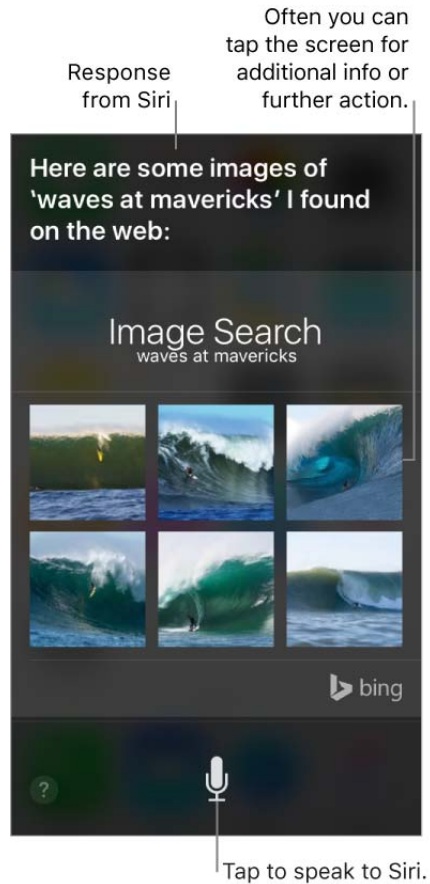 Often you can
tap the screen for
additional info or
further action.
Response
from Siri
Here are some images of
‘waves at mavericks’ I found
on the web:
Image Search
waves at mavericks
bing
?
Tap to speak to Siri.